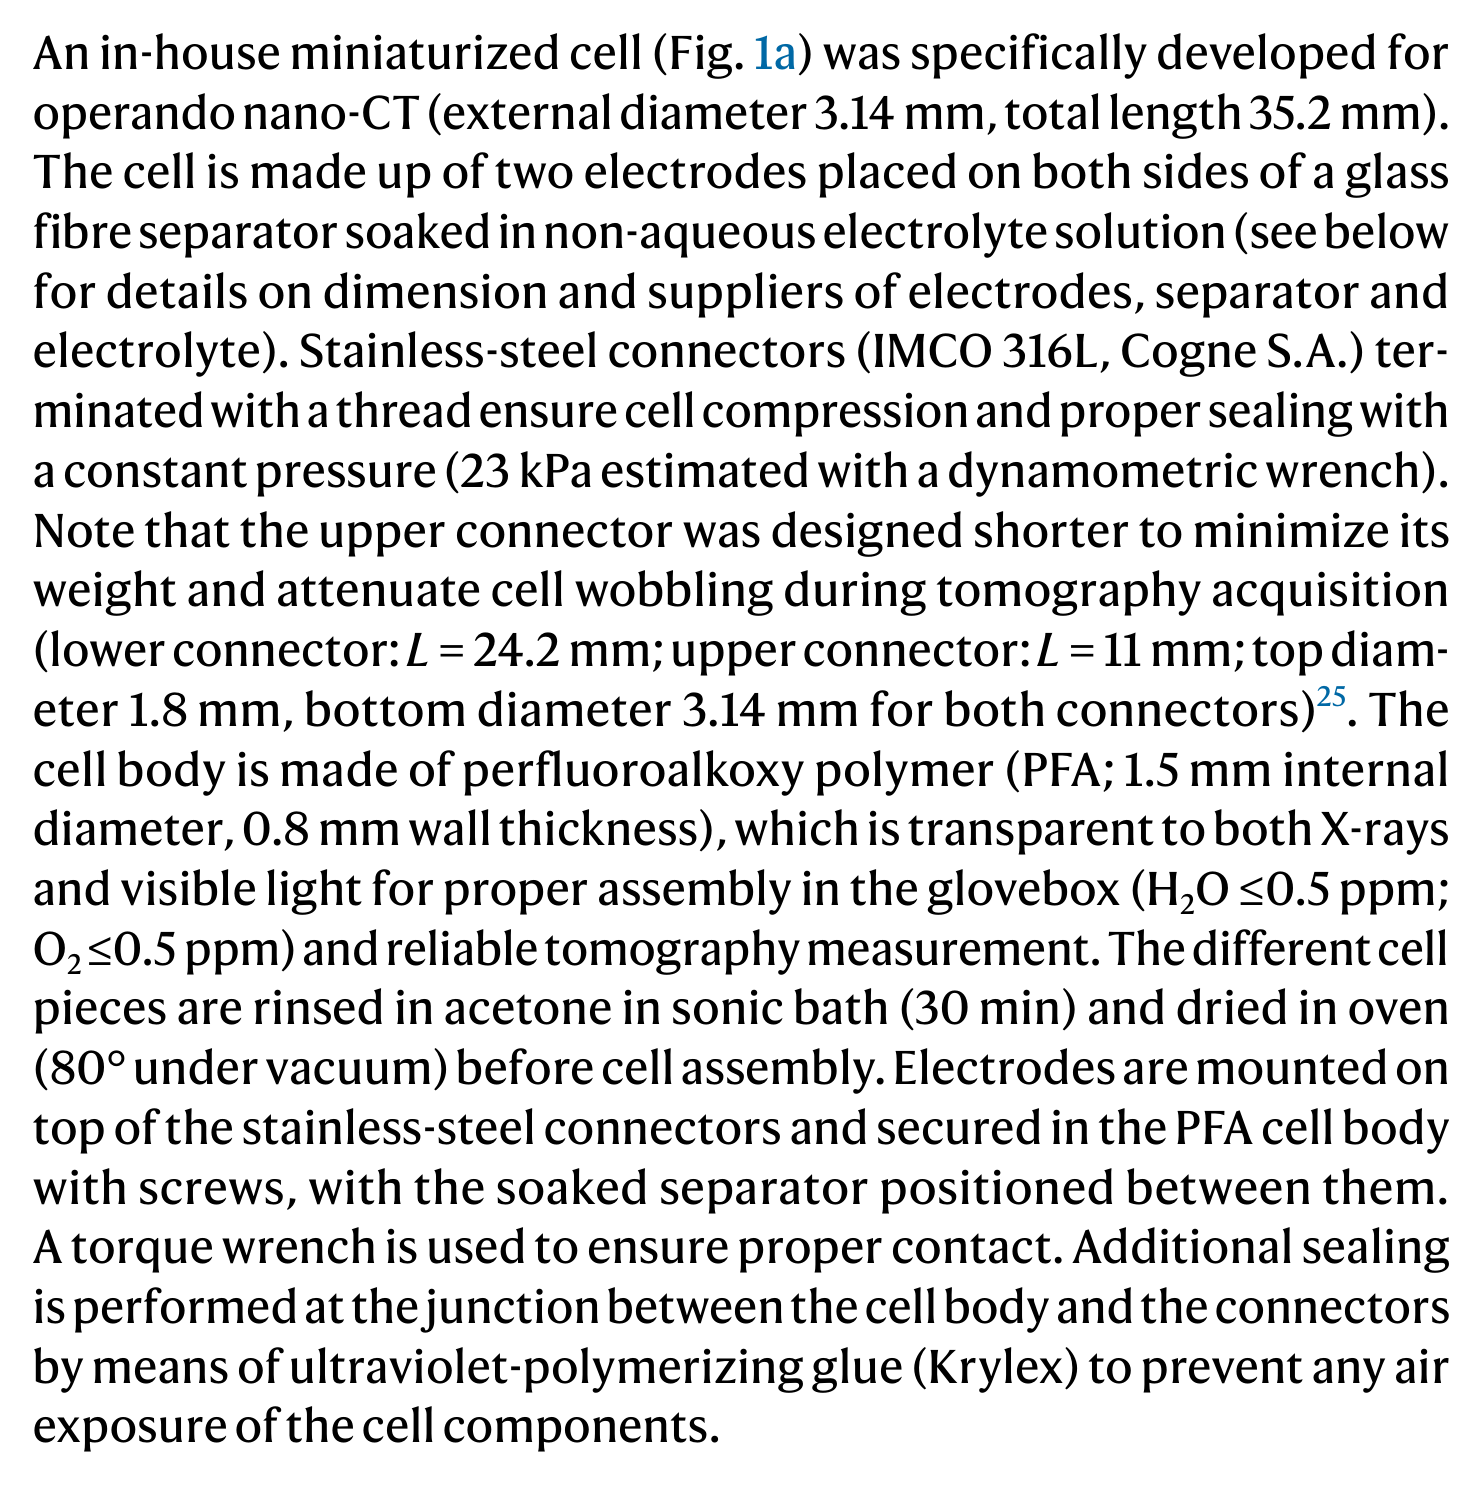 An in-house miniaturized cell (Fig. 1a) was specifically developed for
operando nano-CT (external diameter 3.14 mm, total length 35.2 mm).
The cell is made up of two electrodes placed on both sides of a glass
fibre separator soaked in non-aqueous electrolyte solution (see below
for details on dimension and suppliers of electrodes, separator and
electrolyte). Stainless-steel connectors (IMCO 316L, Cogne S.A.) ter-
minated with a thread ensure cell compression and proper sealing with
a constant pressure (23 kPa estimated with a dynamometric wrench).
Note that the upper connector was designed shorter to minimize its
weight and attenuate cell wobbling during tomography acquisition
(lower connector: L = 24.2 mm; upper connector: L = 11 mm; top diam-
eter 1.8 mm, bottom diameter 3.14 mm for both connectors)²⁵. The
cell body is made of perfluoroalkoxy polymer (PFA; 1.5 mm internal
diameter, 0.8 mm wall thickness), which is transparent to both X-rays
and visible light for proper assembly in the glovebox (H₂O ≤0.5 ppm;
O₂ ≤0.5 ppm) and reliable tomography measurement. The different cell
pieces are rinsed in acetone in sonic bath (30 min) and dried in oven
(80° under vacuum) before cell assembly. Electrodes are mounted on
top of the stainless-steel connectors and secured in the PFA cell body
with screws, with the soaked separator positioned between them.
A torque wrench is used to ensure proper contact. Additional sealing
is performed at the junction between the cell body and the connectors
by means of ultraviolet-polymerizing glue (Krylex) to prevent any air
exposure of the cell components.